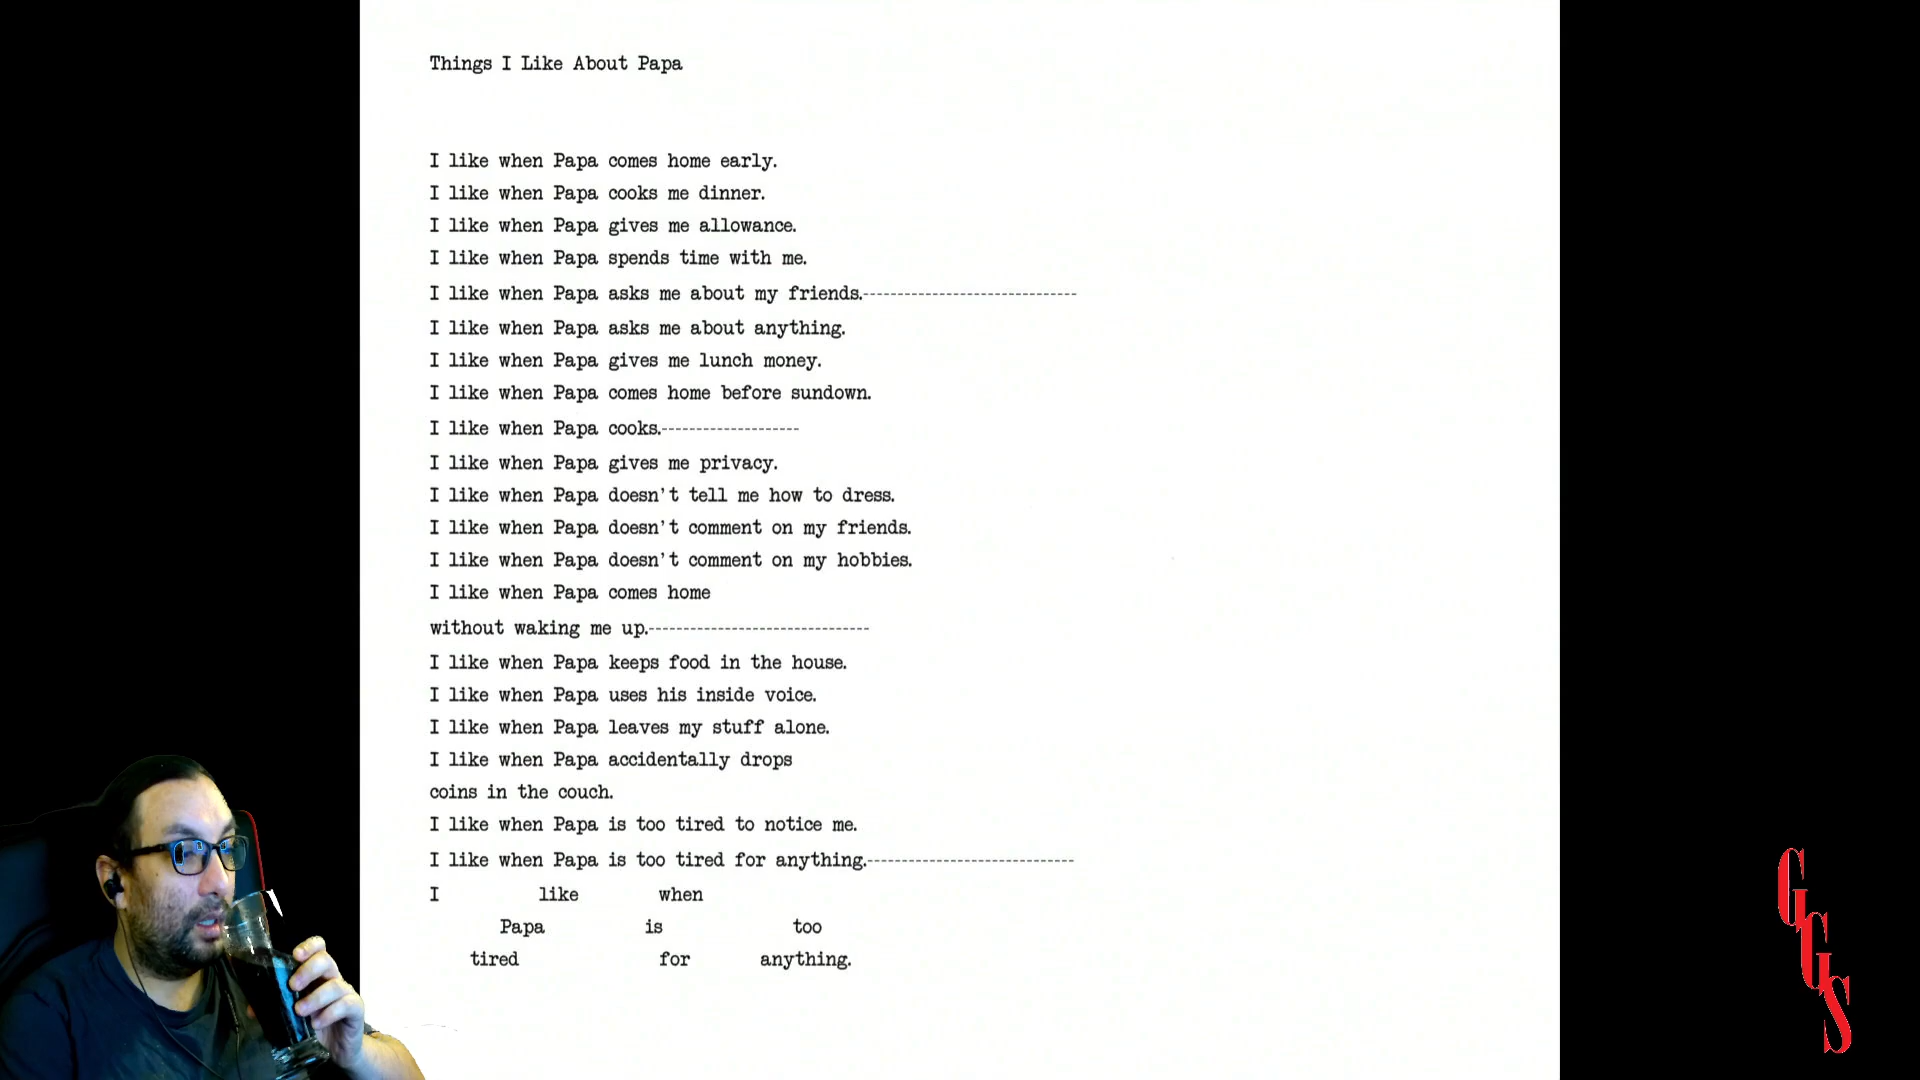 Things I Like About Papa
I like when Papa comes home early.
I like when Papa cooks me dinner.
I like when Papa gives me allowance.
I like when Papa spends time with me.
I like when Papa asks me about my friends.-------------------------------
I like when Papa asks me about anything.
I like when Papa gives me lunch money.
I like when Papa comes home before sundown.
I like when Papa cooks.--------------------
I like when Papa gives me privacy.
I like when Papa doesn't tell me how to dress.
I like when Papa doesn't comment on my friends.
I like when Papa doesn't comment on my hobbies.
I like when Papa comes home
without waking me up.--------------------------------
I like when Papa keeps food in the house.
I like when Papa uses his inside voice.
I like when Papa leaves my stuff alone.
I like when Papa accidentally drops
coins in the couch.
I like when Papa is too tired to notice me.
I like when Papa is too tired for anything.------------------------------
I like when
Papa is too
tired for anything.
GGS